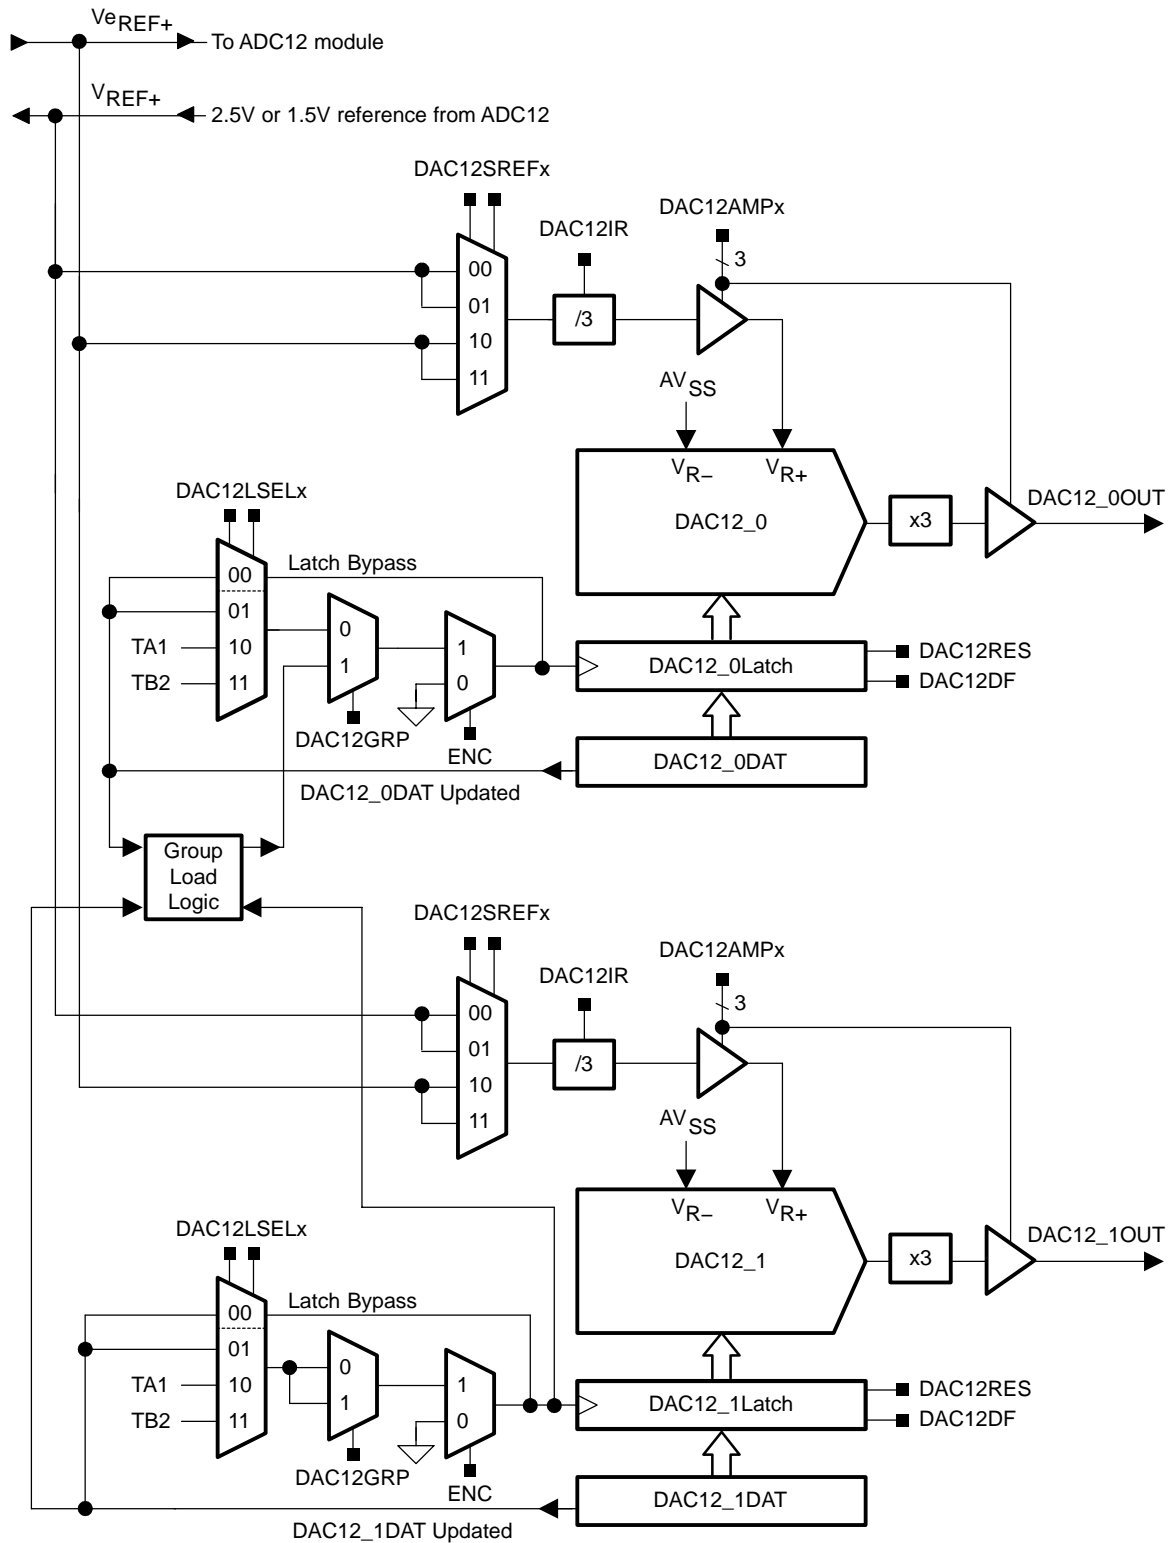 VeREF+
To ADC12 module
VREF+
2.5V or 1.5V reference from ADC12
DAC12SREFx
DAC12AMPx
DAC12IR
3
00
01
10
11
/3
AVSS
VR−
VR+
DAC12_0
x3
DAC12_0OUT
DAC12LSELx
Latch Bypass
00
01
TA1
10
TB2
11
0
1
1
0
DAC12GRP
ENC
DAC12_0Latch
DAC12RES
DAC12DF
DAC12_0DAT
DAC12_0DAT Updated
Group
Load
Logic
DAC12SREFx
DAC12AMPx
DAC12IR
3
00
01
10
11
/3
AVSS
VR−
VR+
DAC12_1
x3
DAC12_1OUT
DAC12LSELx
Latch Bypass
00
01
TA1
10
TB2
11
0
1
1
0
DAC12GRP
ENC
DAC12_1Latch
DAC12RES
DAC12DF
DAC12_1DAT
DAC12_1DAT Updated